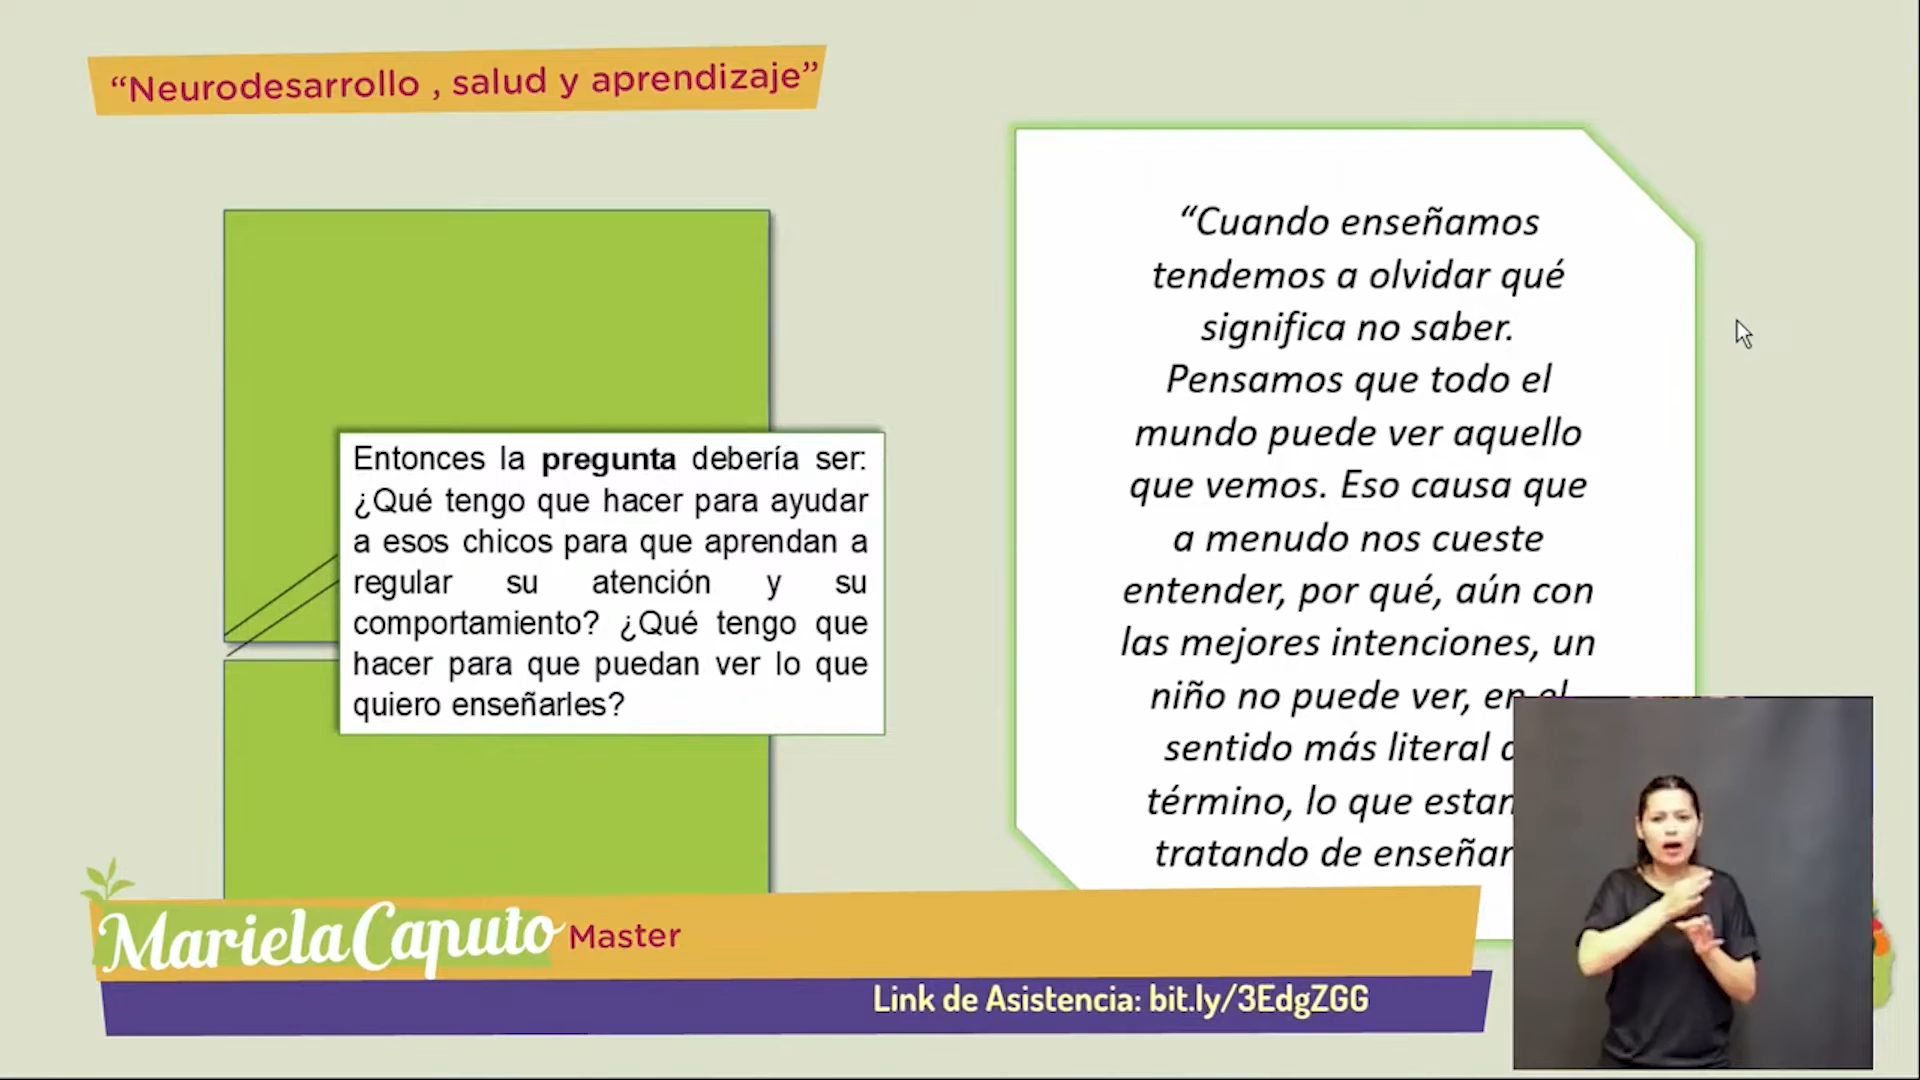 “Neurodesarrollo , salud y aprendizaje”
Entonces la pregunta debería ser:
¿Qué tengo que hacer para ayudar
a esos chicos para que aprendan a
regular su atención y su
comportamiento? ¿Qué tengo que
hacer para que puedan ver lo que
quiero enseñarles?
“Cuando enseñamos
tendemos a olvidar qué
significa no saber.
Pensamos que todo el
mundo puede ver aquello
que vemos. Eso causa que
a menudo nos cueste
entender, por qué, aún con
las mejores intenciones, un
niño no puede ver, en el
sentido más literal
término, lo que
tratando de
Mariela Caputo Master
Link de Asistencia: bit.ly/3EdgZGG